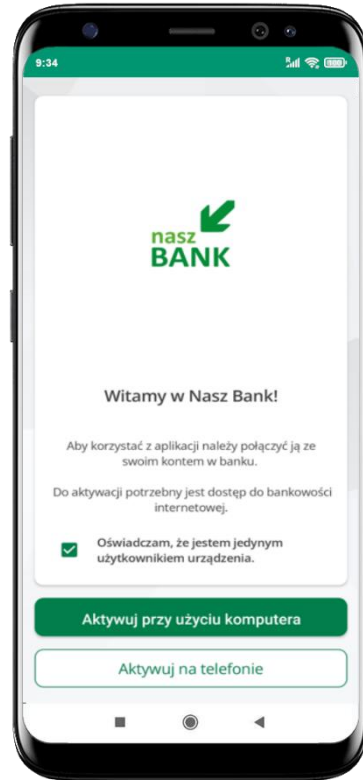 9:34
nasz
BANK
Witamy w Nasz Bank!
Aby korzystać z aplikacji należy połączyć ją ze
swoim kontem w banku.
Do aktywacji potrzebny jest dostęp do bankowości
internetowej.
Oświadczam, że jestem jedynym
użytkownikiem urządzenia.
Aktywuj przy użyciu komputera
Aktywuj na telefonie